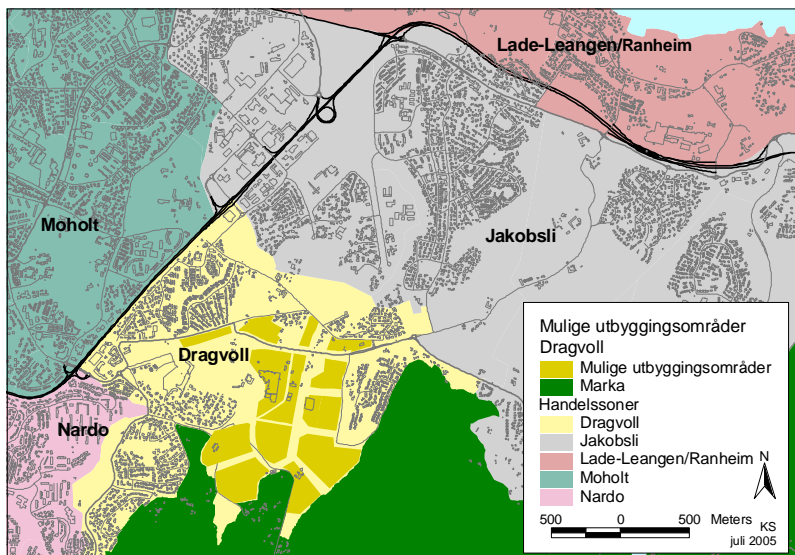 Lade-Leangen/Ranheim
Moholt
Jakobsli
Dragvoll
Nardo
Mulige utbyggingsområder
Dragvoll
Mulige utbyggingsområder
Marka
Handelssoner
Dragvoll
Jakobsli
Lade-Leangen/Ranheim
Moholt
Nardo
N
500 0 500 Meters
KS
juli 2005